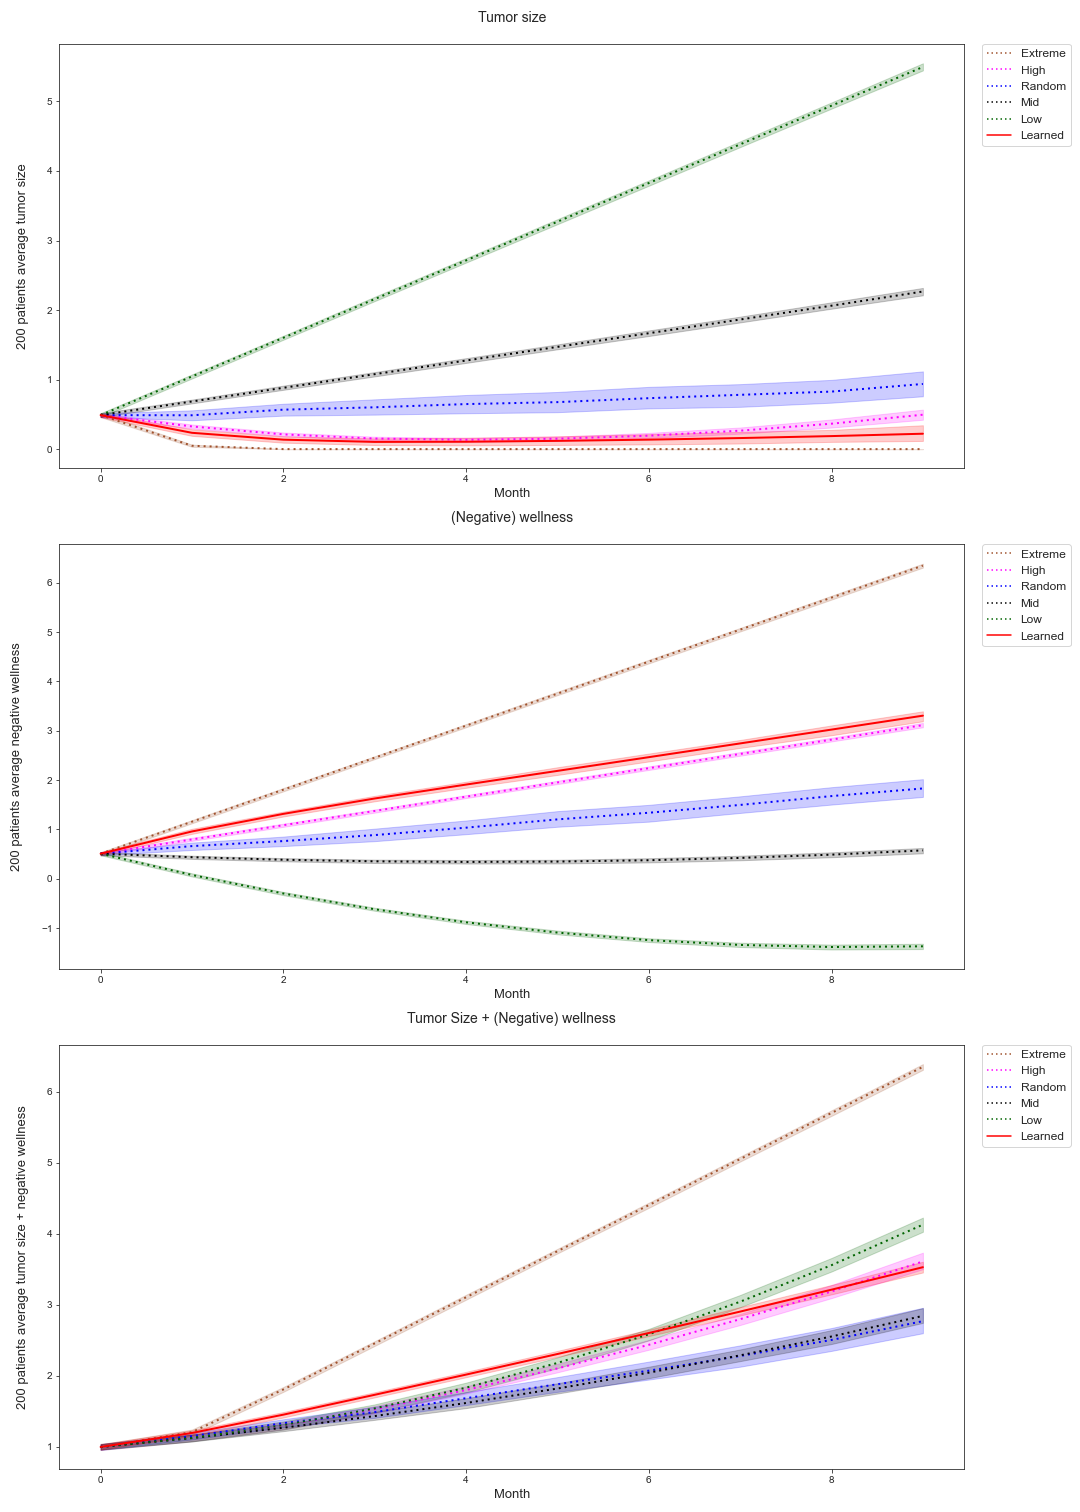 Tumor size
200 patients average tumor size
5
4
3
2
1
0
0 2 4 6 8
Month
Extreme
High
Random
Mid
Low
Learned
(Negative) wellness
200 patients average negative wellness
6
5
4
3
2
1
0
−1
0 2 4 6 8
Month
Extreme
High
Random
Mid
Low
Learned
Tumor Size + (Negative) wellness
200 patients average tumor size + negative wellness
6
5
4
3
2
1
0 2 4 6 8
Month
Extreme
High
Random
Mid
Low
Learned